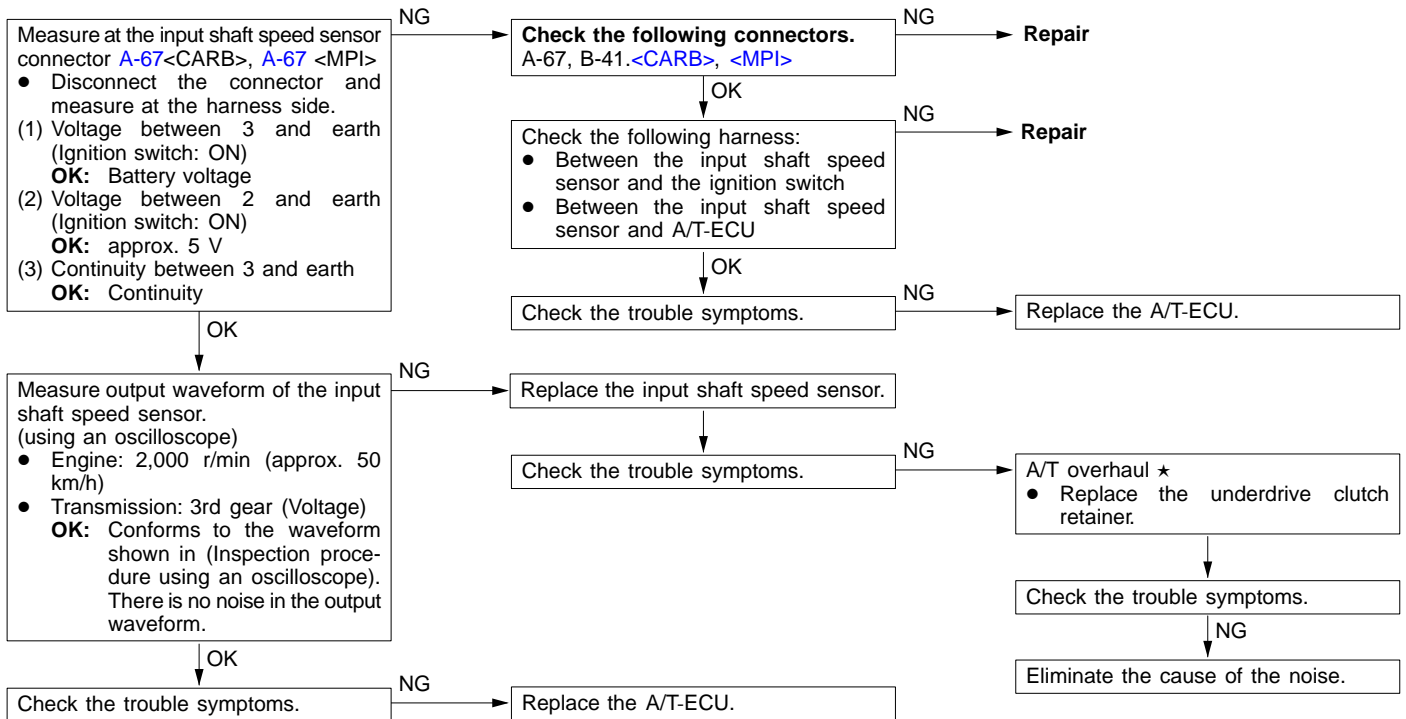 Measure at the input shaft speed sensor
connector A-67<CARB>, A-67 <MPI>
● Disconnect the connector and
measure at the harness side.
(1) Voltage between 3 and earth
(Ignition switch: ON)
OK: Battery voltage
(2) Voltage between 2 and earth
(Ignition switch: ON)
OK: approx. 5 V
(3) Continuity between 3 and earth
OK: Continuity
NG
Check the following connectors.
A-67, B-41.<CARB>, <MPI>
NG
Repair
OK
Check the following harness:
● Between the input shaft speed
sensor and the ignition switch
● Between the input shaft speed
sensor and A/T-ECU
NG
Repair
OK
Check the trouble symptoms.
NG
Replace the A/T-ECU.
OK
Measure output waveform of the input
shaft speed sensor.
(using an oscilloscope)
● Engine: 2,000 r/min (approx. 50
km/h)
● Transmission: 3rd gear (Voltage)
OK: Conforms to the waveform
shown in (Inspection proce-
dure using an oscilloscope).
There is no noise in the output
waveform.
NG
Replace the input shaft speed sensor.
Check the trouble symptoms.
NG
A/T overhaul ★
● Replace the underdrive clutch
retainer.
Check the trouble symptoms.
NG
Eliminate the cause of the noise.
OK
Check the trouble symptoms.
NG
Replace the A/T-ECU.